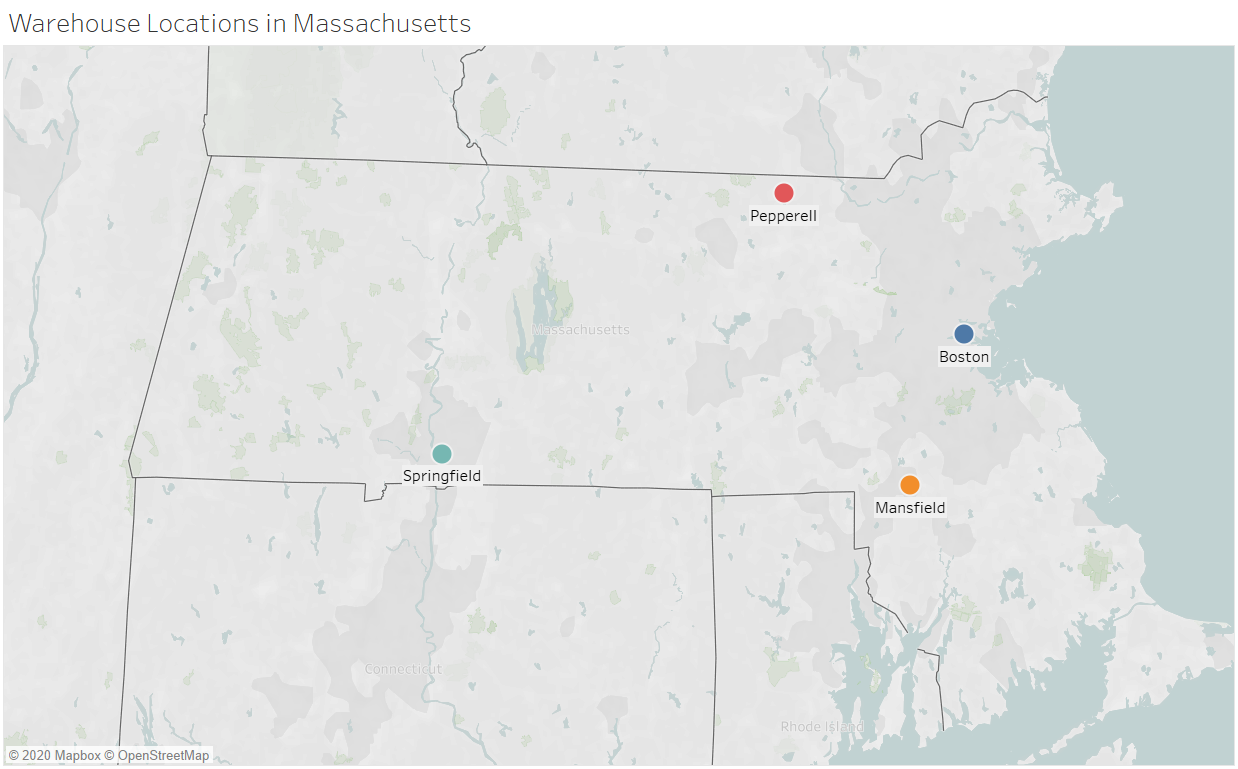 Warehouse Locations in Massachusetts
Pepperell
Massachusetts
Boston
Springfield
Mansfield
Connecticut
Rhode Island
© 2020 Mapbox © OpenStreetMap